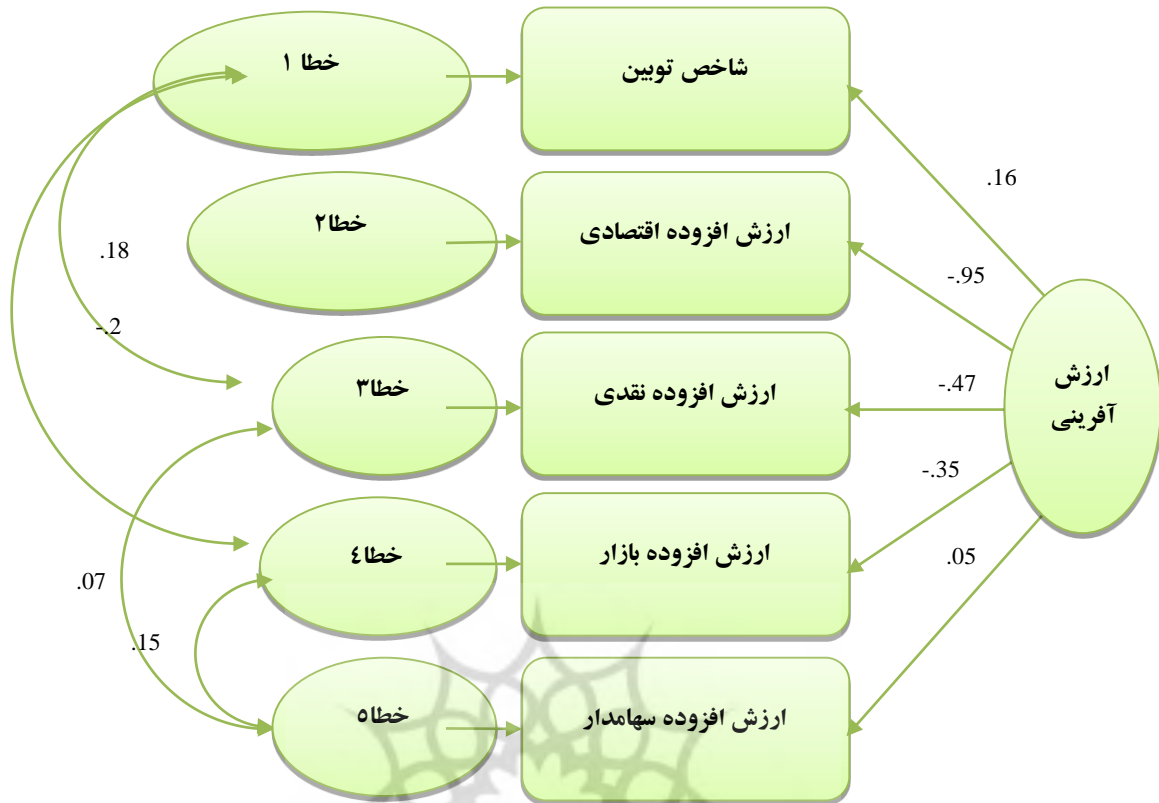 خطا ۱
شاخص توبین
.16
خطا۲
ارزش افزوده اقتصادی
.18
-.95
-.2
خطا۳
ارزش افزوده نقدی
-.47
ارزش
آفرینی
-.35
خطا٤
ارزش افزوده بازار
.05
.07
.15
خطا٥
ارزش افزوده سهامدار